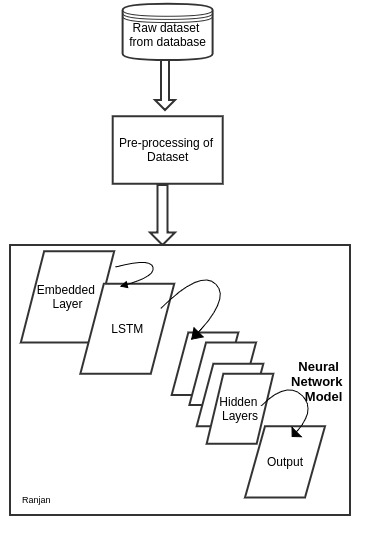 Raw dataset
from database
Pre-processing of
Dataset
Embedded
Layer
LSTM
Hidden
Layers
Neural
Network
Model
Output
Ranjan